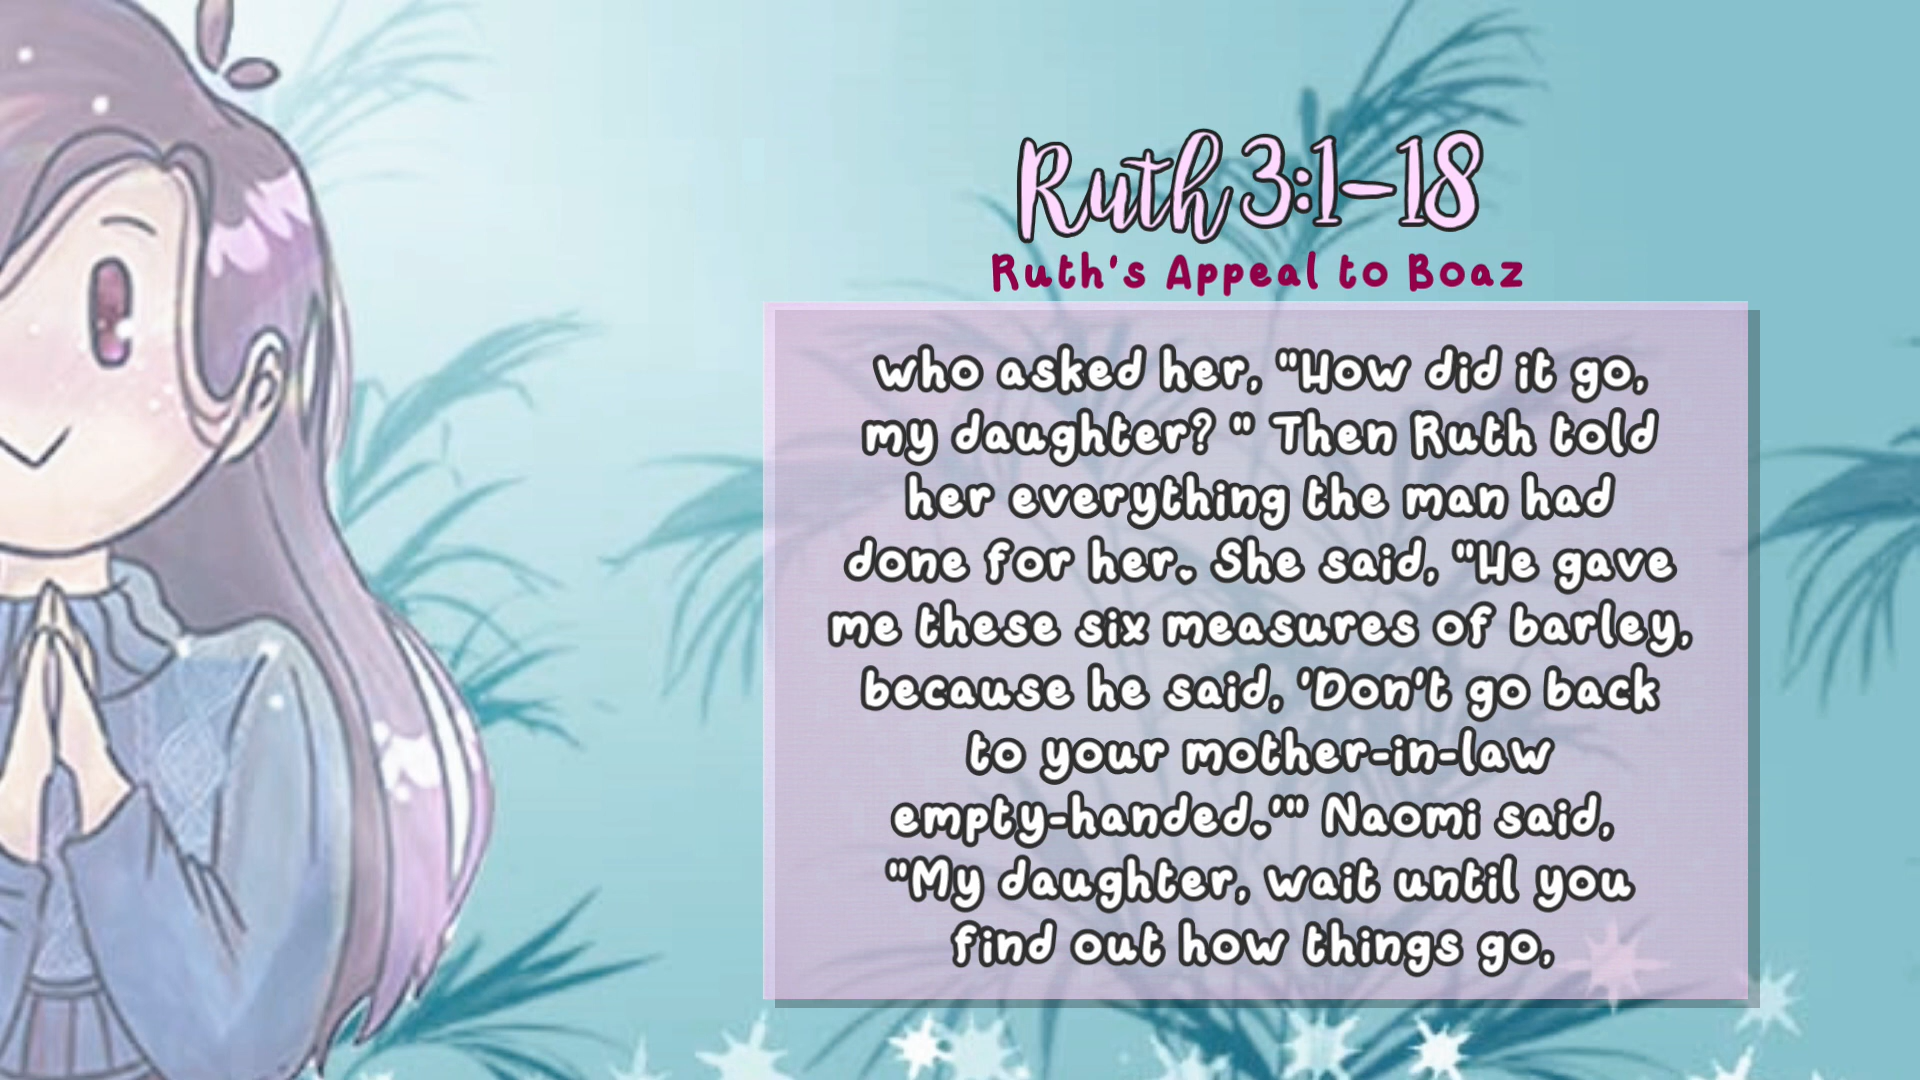 Ruth 3:1-18
Ruth's Appeal to Boaz
who asked her, "How did it go,
my daughter? " Then Ruth told
her everything the man had
done for her. She said, "He gave
me these six measures of barley,
because he said, 'Don't go back
to your mother-in-law
empty-handed.'" Naomi said,
"My daughter, wait until you
find out how things go,